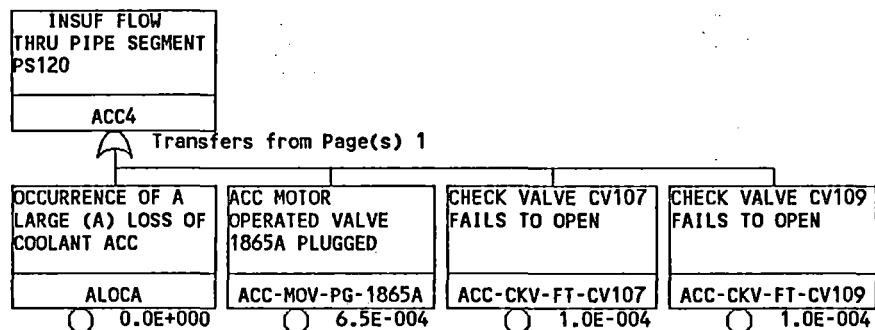 INSUF FLOW
THRU PIPE SEGMENT
PS120
ACC4
Transfers from Page(s) 1
OCCURRENCE OF A
LARGE (A) LOSS OF
COOLANT ACC
ALOCA
0.0E+000
ACC MOTOR
OPERATED VALVE
1865A PLUGGED
ACC-MOV-PG-1865A
6.5E-004
CHECK VALVE CV107
FAILS TO OPEN
ACC-CKV-FT-CV107
1.0E-004
CHECK VALVE CV109
FAILS TO OPEN
ACC-CKV-FT-CV109
1.0E-004